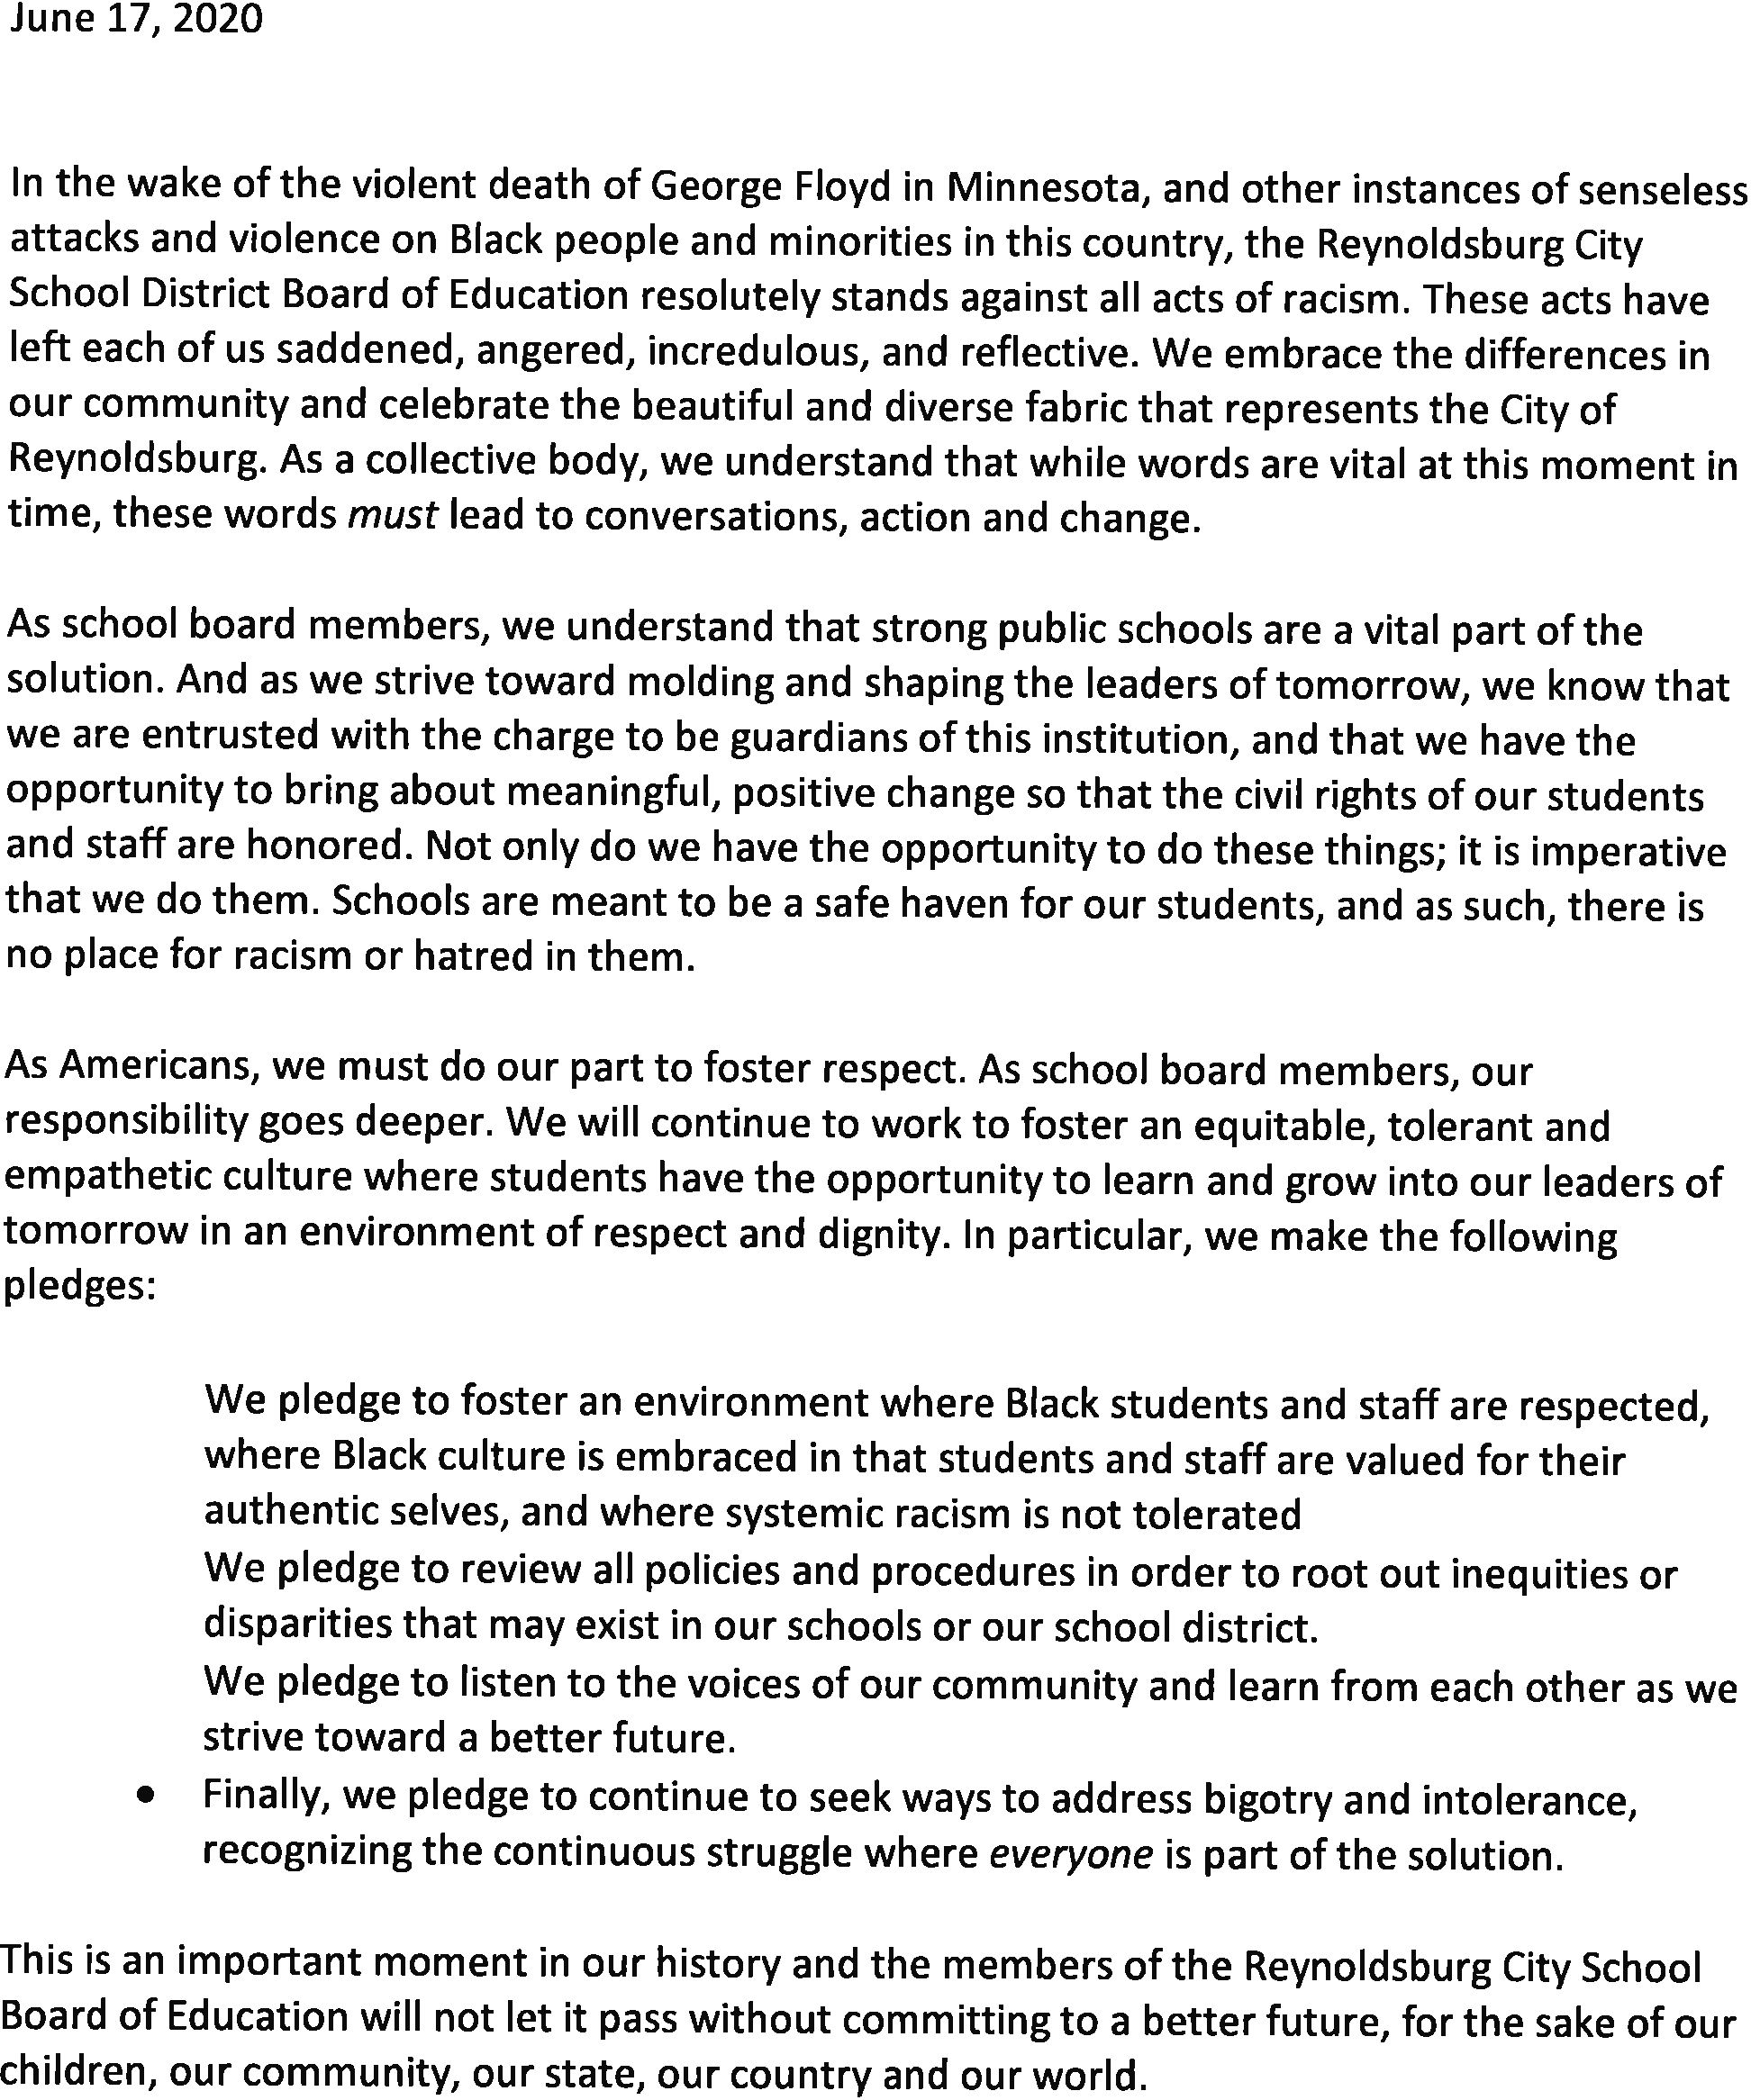 June 17, 2020
In the wake of the violent death of George Floyd in Minnesota, and other instances of senseless
attacks and violence on Black people and minorities in this country, the Reynoldsburg City
School District Board of Education resolutely stands against all acts of racism. These acts have
left each of us saddened, angered, incredulous, and reflective. We embrace the differences in
our community and celebrate the beautiful and diverse fabric that represents the City of
Reynoldsburg. As a collective body, we understand that while words are vital at this moment in
time, these words must lead to conversations, action and change.
As school board members, we understand that strong public schools are a vital part of the
solution. And as we strive toward molding and shaping the leaders of tomorrow, we know that
we are entrusted with the charge to be guardians of this institution, and that we have the
opportunity to bring about meaningful, positive change so that the civil rights of our students
and staff are honored. Not only do we have the opportunity to do these things; it is imperative
that we do them. Schools are meant to be a safe haven for our students, and as such, there is
no place for racism or hatred in them.
As Americans, we must do our part to foster respect. As school board members, our
responsibility goes deeper. We will continue to work to foster an equitable, tolerant and
empathetic culture where students have the opportunity to learn and grow into our leaders of
tomorrow in an environment of respect and dignity. In particular, we make the following
pledges:
We pledge to foster an environment where Black students and staff are respected,
where Black culture is embraced in that students and staff are valued for their
authentic selves, and where systemic racism is not tolerated
We pledge to review all policies and procedures in order to root out inequities or
disparities that may exist in our schools or our school district.
We pledge to listen to the voices of our community and learn from each other as we
strive toward a better future.
• Finally, we pledge to continue to seek ways to address bigotry and intolerance,
recognizing the continuous struggle where everyone is part of the solution.
This is an important moment in our history and the members of the Reynoldsburg City School
Board of Education will not let it pass without committing to a better future, for the sake of our
children, our community, our state, our country and our world.